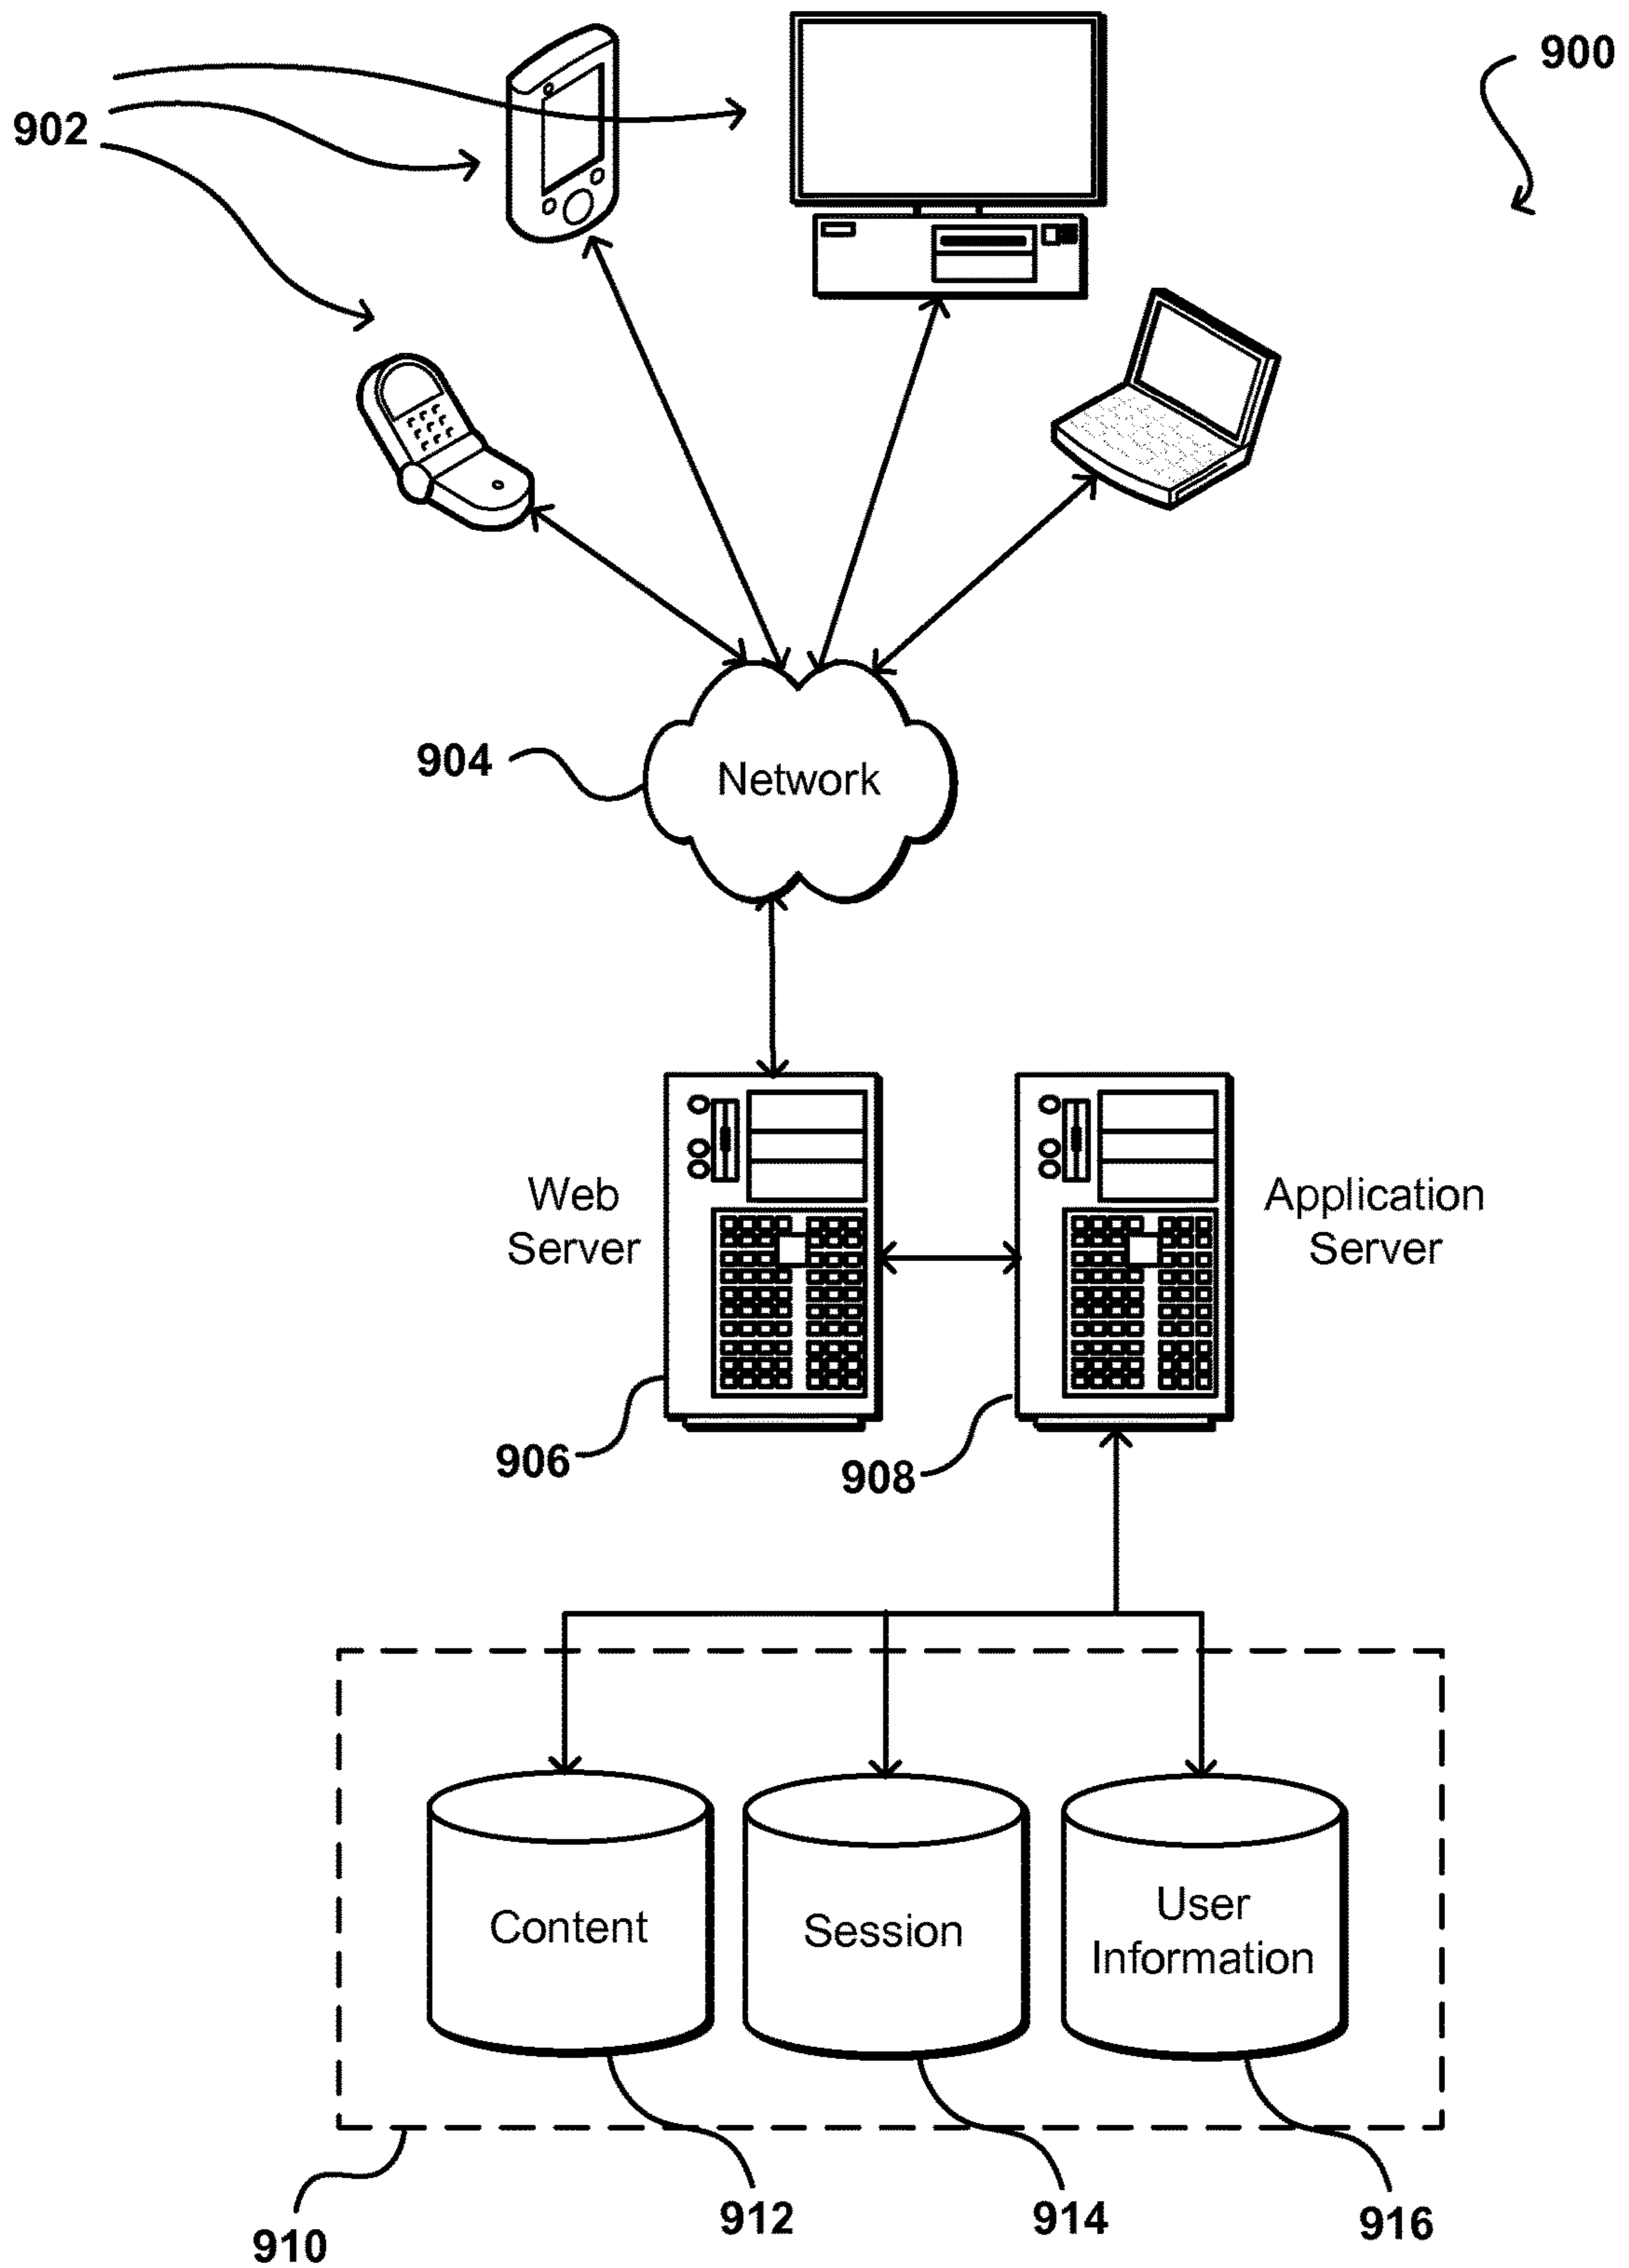 900
902
904
Network
Web
Server
Application
Server
906
908
Content
Session
User
Information
910
912
914
916